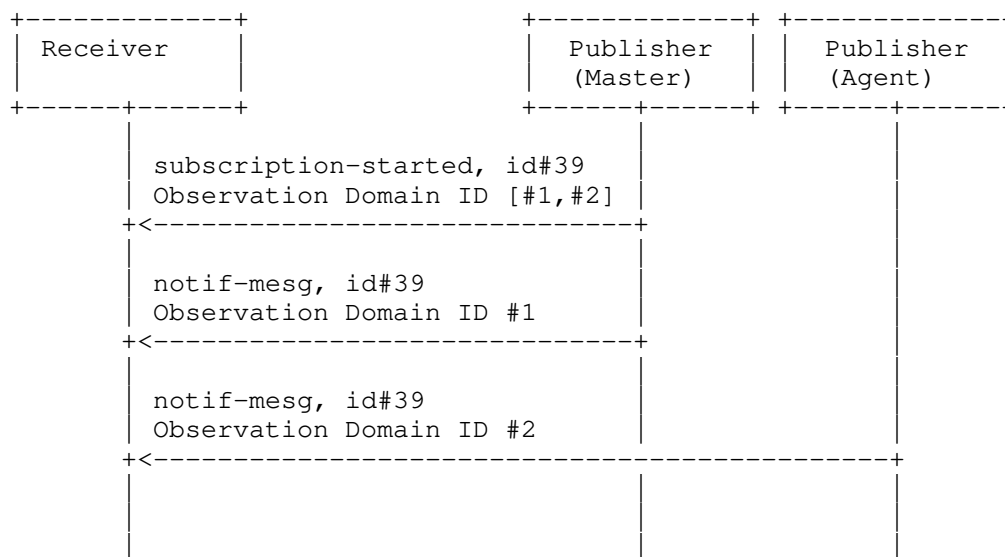 Receiver Publisher Publisher
(Master) (Agent)
subscription-started, id#39
Observation Domain ID [#1,#2]
notif-mesg, id#39
Observation Domain ID #1
notif-mesg, id#39
Observation Domain ID #2